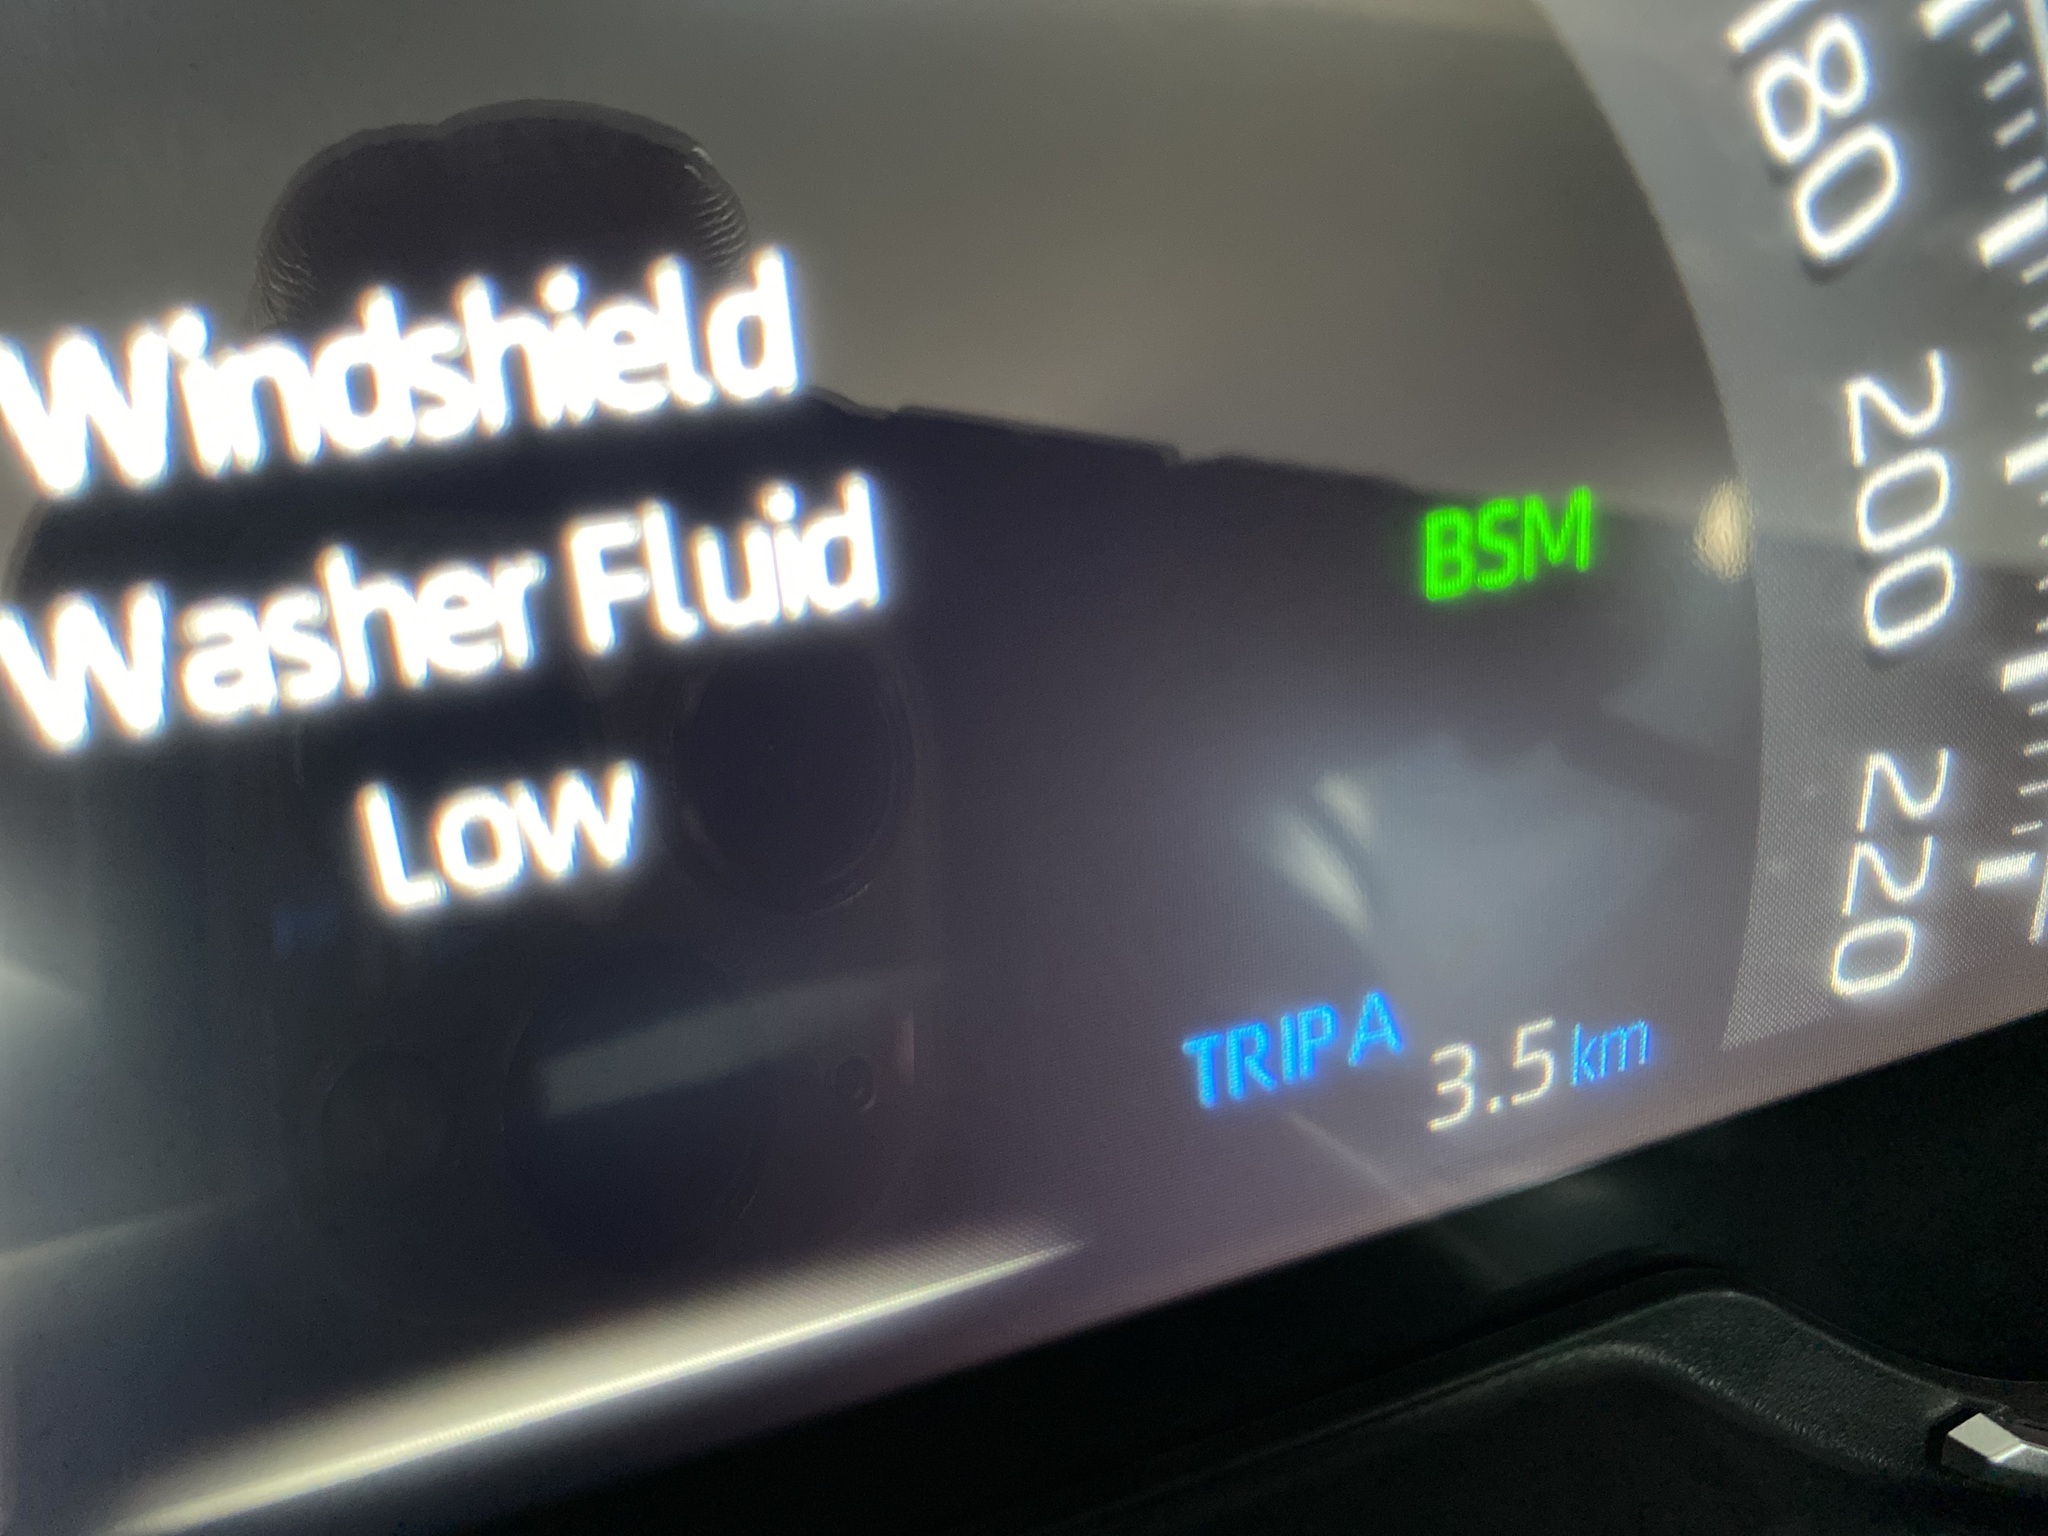 Windshield
Washer Fluid
Low
BSM
TRIP A 3.5 km
180
200
220